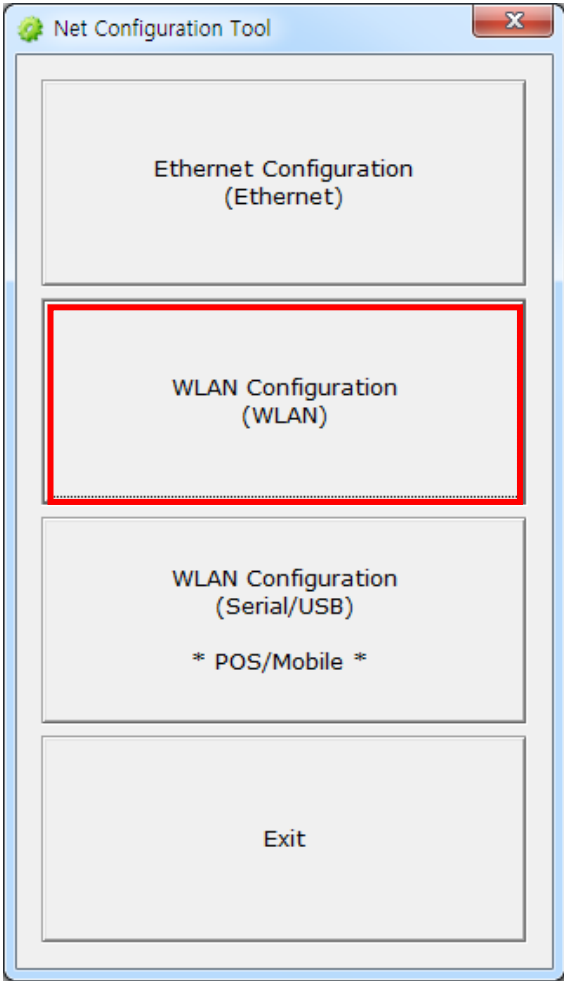 Net Configuration Tool
Ethernet Configuration
(Ethernet)
WLAN Configuration
(WLAN)
WLAN Configuration
(Serial/USB)
* POS/Mobile *
Exit